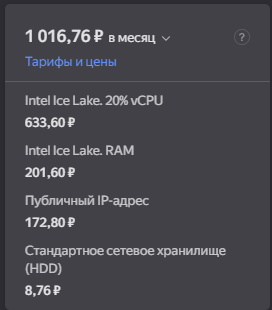 1 016,76 ₽ в месяц
?
Тарифы и цены
Intel Ice Lake. 20% vCPU
633,60 ₽
Intel Ice Lake. RAM
201,60 ₽
Публичный IP-адрес
172,80 ₽
Стандартное сетевое хранилище
(HDD)
8,76 ₽